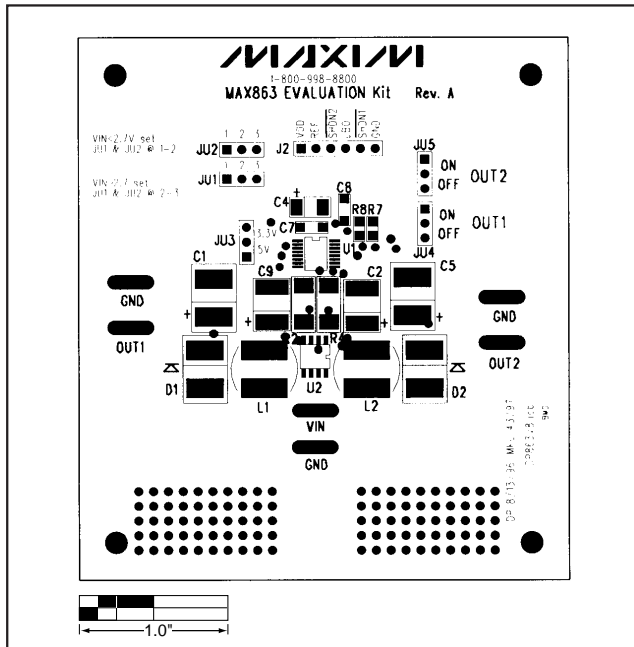 MAXIM
1-800-998-8800
MAX863 EVALUATION Kit Rev. A
VDD REF SHDN2 LBO SHDN1 GND
VIN<2.7V set
JU1 & JU2 @ 1-2
1 2 3
JU2
J2
JU5
ON
OFF
OUT2
VIN>2.7 set
JU1 & JU2 @ 2-3
1 2 3
JU1
ON
OFF
OUT1
JU4
C4 +
C8
R8 R7
C7
U1
JU3
3.3V
5V
C1
C9
C2
C5
GND
GND
+ + + +
OUT1
R4
OUT2
D1
L1
U2
L2
D2
VIN
GND
1.0"